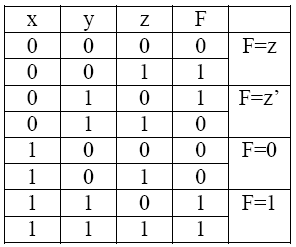 x y z F
0 0 0 0 F=z
0 0 1 1
0 1 0 1 F=z’
0 1 1 0
1 0 0 0 F=0
1 0 1 0
1 1 0 1 F=1
1 1 1 1